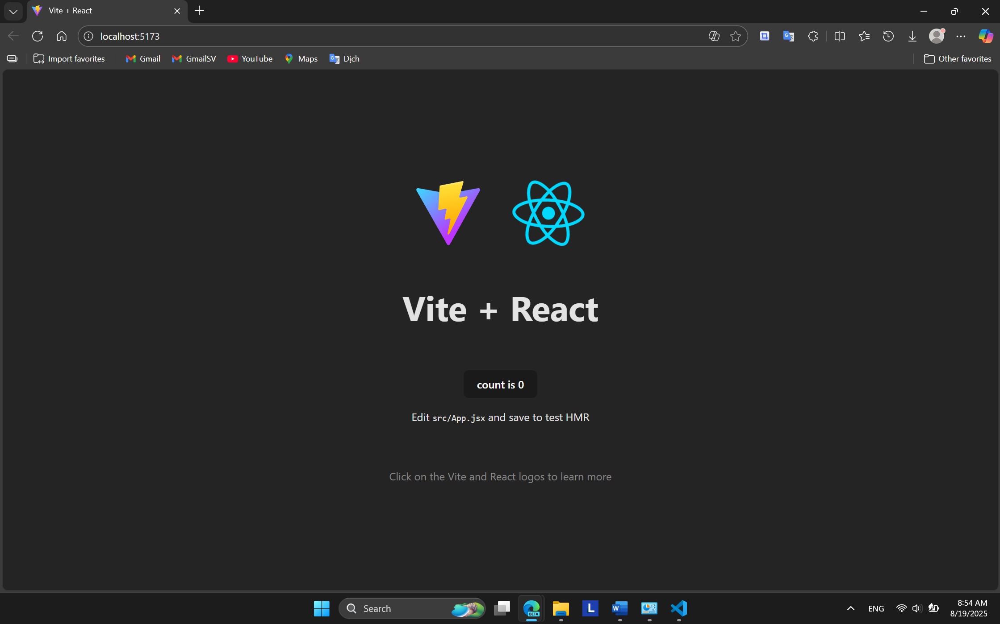 Vite + React
localhost:5173
Import favorites
Gmail
GmailSV
YouTube
Maps
Dịch
Other favorites
Vite + React
count is 0
Edit src/App.jsx and save to test HMR
Click on the Vite and React logos to learn more
Search
BETA
L
W
ENG
8:54 AM
8/19/2025